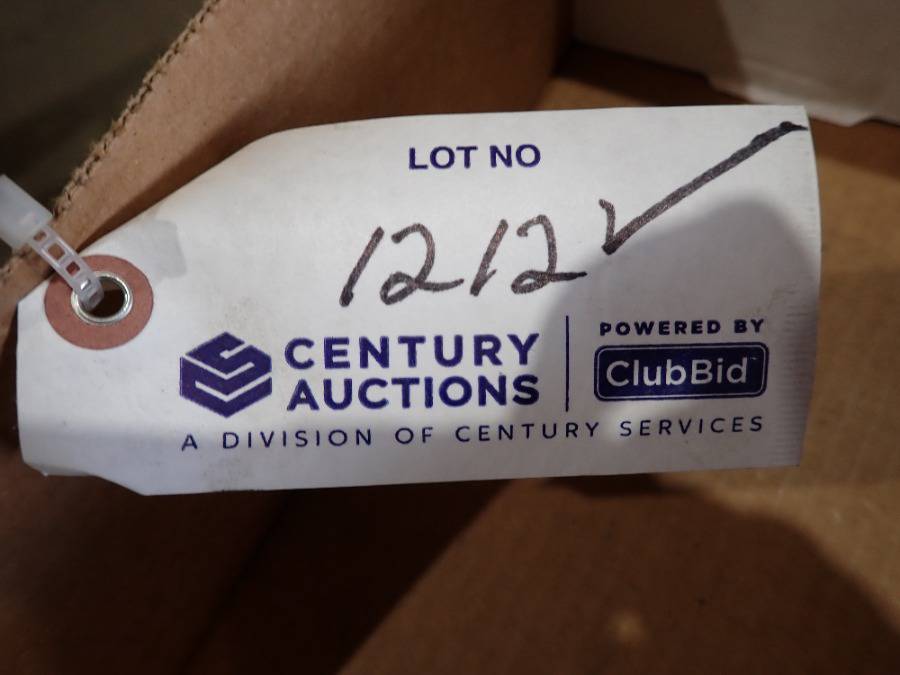 LOT NO
1212 ✓
CENTURY
AUCTIONS
POWERED BY
ClubBid
A DIVISION OF CENTURY SERVICES